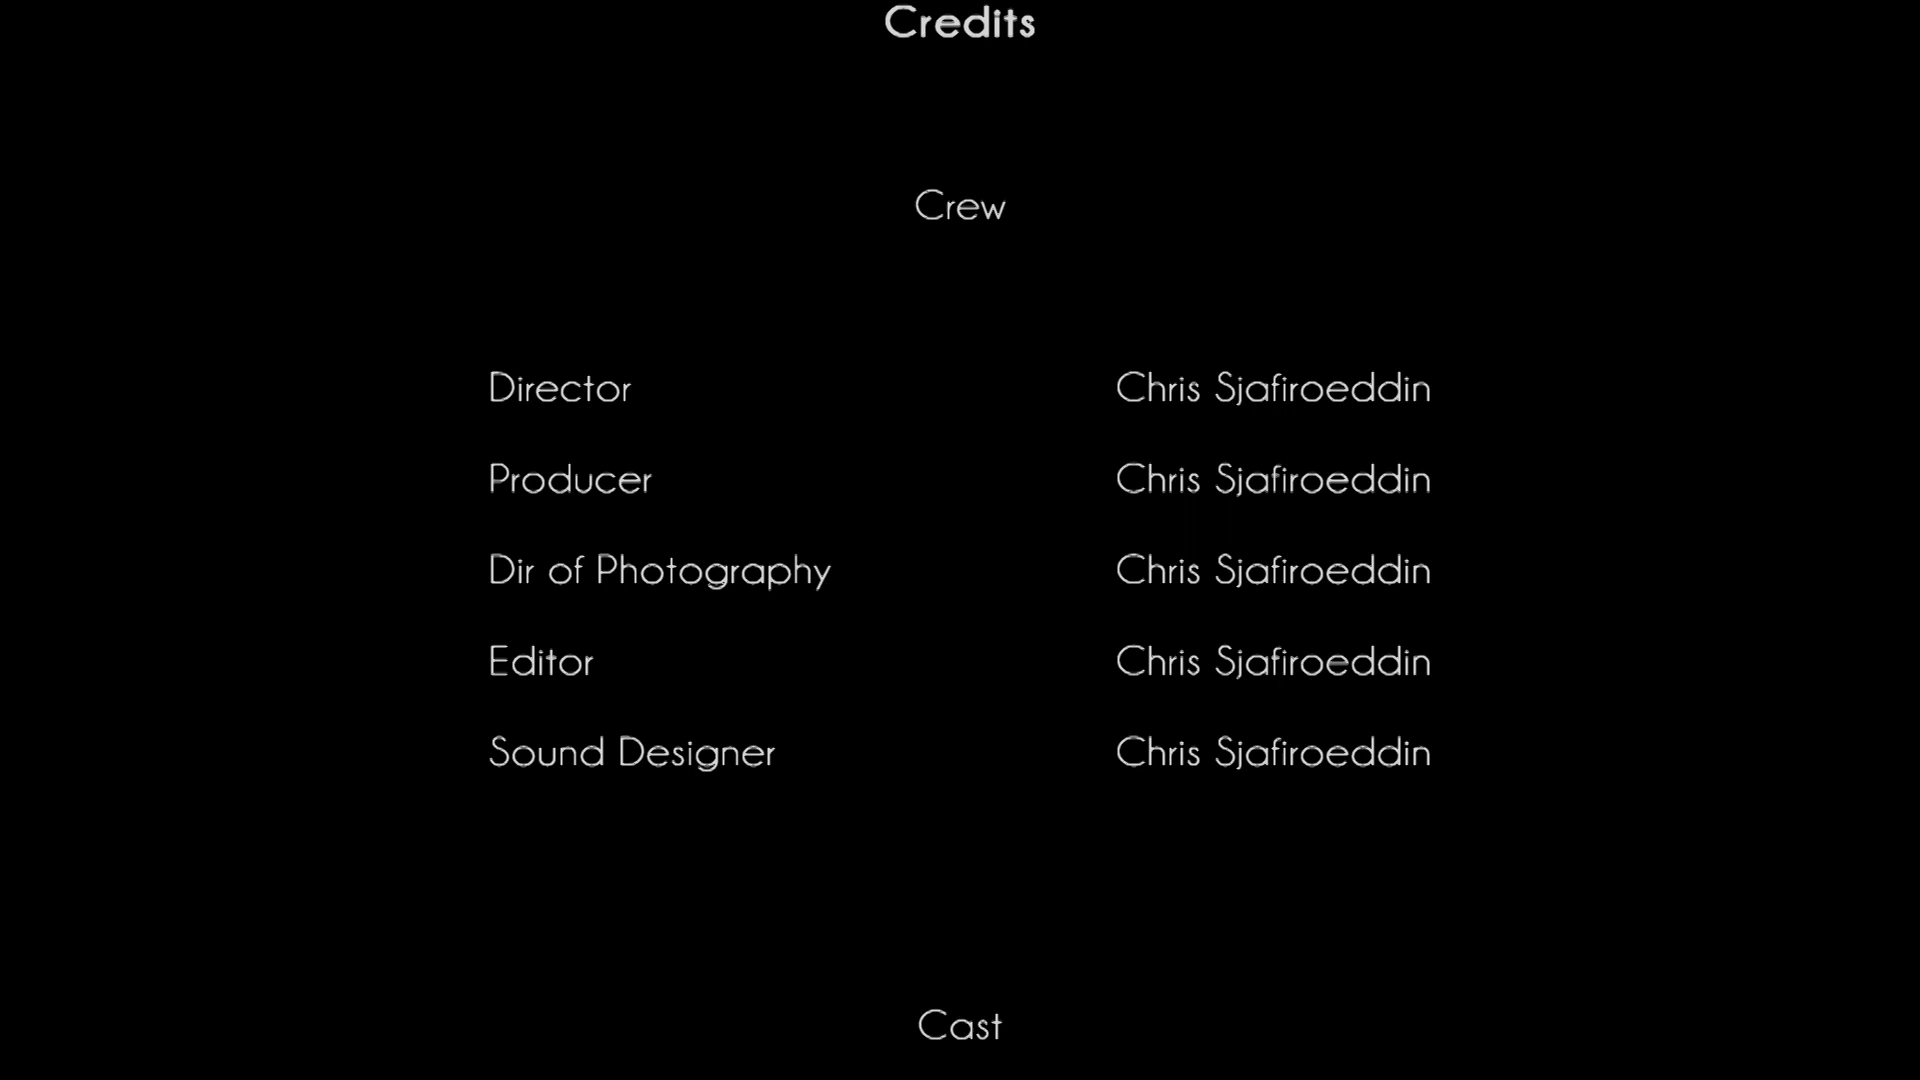 Credits
Crew
Director Chris Sjafiroeddin
Producer Chris Sjafiroeddin
Dir of Photography Chris Sjafiroeddin
Editor Chris Sjafiroeddin
Sound Designer Chris Sjafiroeddin
Cast